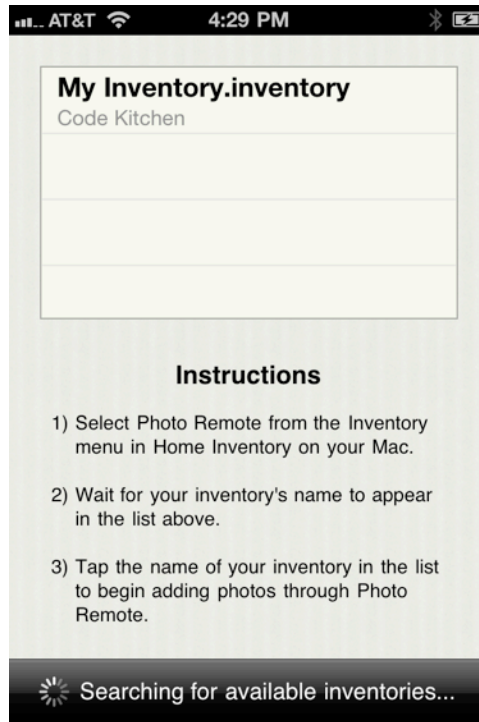 AT&T 4:29 PM
My Inventory.inventory
Code Kitchen
Instructions
1) Select Photo Remote from the Inventory
menu in Home Inventory on your Mac.
2) Wait for your inventory's name to appear
in the list above.
3) Tap the name of your inventory in the list
to begin adding photos through Photo
Remote.
Searching for available inventories...